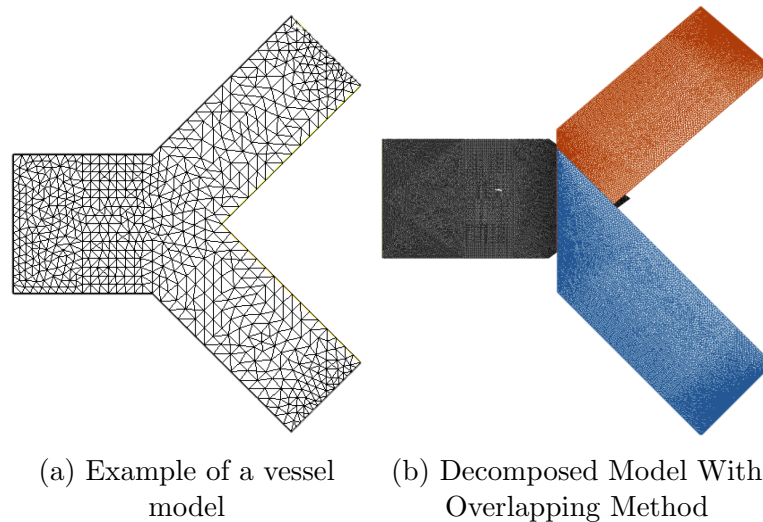 (a) Example of a vessel
model
(b) Decomposed Model With
Overlapping Method